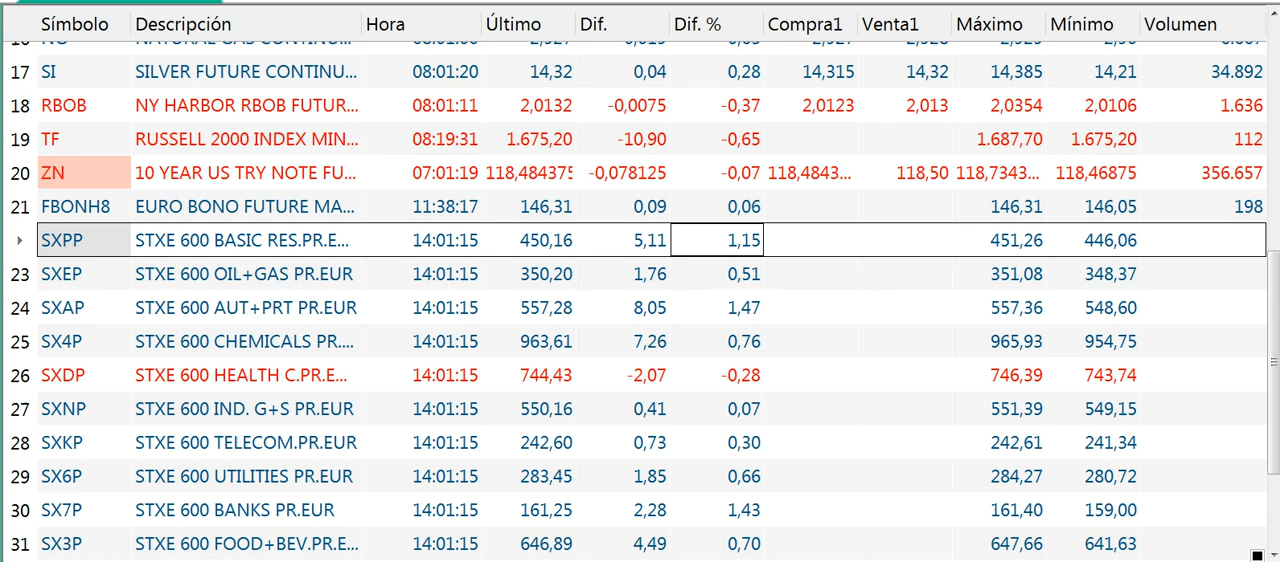 Símbolo Descripción Hora Último Dif. Dif. % Compra1 Venta1 Máximo Mínimo Volumen
17 SI SILVER FUTURE CONTINU... 08:01:20 14,32 0,04 0,28 14,315 14,32 14,385 14,21 34.892
18 RBOB NY HARBOR RBOB FUTUR... 08:01:11 2,0132 -0,0075 -0,37 2,0123 2,013 2,0354 2,0106 1.636
19 TF RUSSELL 2000 INDEX MIN... 08:19:31 1.675,20 -10,90 -0,65 1.687,70 1.675,20 112
20 ZN 10 YEAR US TRY NOTE FU... 07:01:19 118,484375 -0,078125 -0,07 118,4843... 118,50 118,7343... 118,46875 356.657
21 FBONH8 EURO BONO FUTURE MA... 11:38:17 146,31 0,09 0,06 146,31 146,05 198
SXPP STXE 600 BASIC RES.PR.E... 14:01:15 450,16 5,11 1,15 451,26 446,06
23 SXEP STXE 600 OIL+GAS PR.EUR 14:01:15 350,20 1,76 0,51 351,08 348,37
24 SXAP STXE 600 AUT+PRT PR.EUR 14:01:15 557,28 8,05 1,47 557,36 548,60
25 SX4P STXE 600 CHEMICALS PR.... 14:01:15 963,61 7,26 0,76 965,93 954,75
26 SXDP STXE 600 HEALTH C.PR.E... 14:01:15 744,43 -2,07 -0,28 746,39 743,74
27 SXNP STXE 600 IND. G+S PR.EUR 14:01:15 550,16 0,41 0,07 551,39 549,15
28 SXKP STXE 600 TELECOM.PR.EUR 14:01:15 242,60 0,73 0,30 242,61 241,34
29 SX6P STXE 600 UTILITIES PR.EUR 14:01:15 283,45 1,85 0,66 284,27 280,72
30 SX7P STXE 600 BANKS PR.EUR 14:01:15 161,25 2,28 1,43 161,40 159,00
31 SX3P STXE 600 FOOD+BEV.PR.E... 14:01:15 646,89 4,49 0,70 647,66 641,63